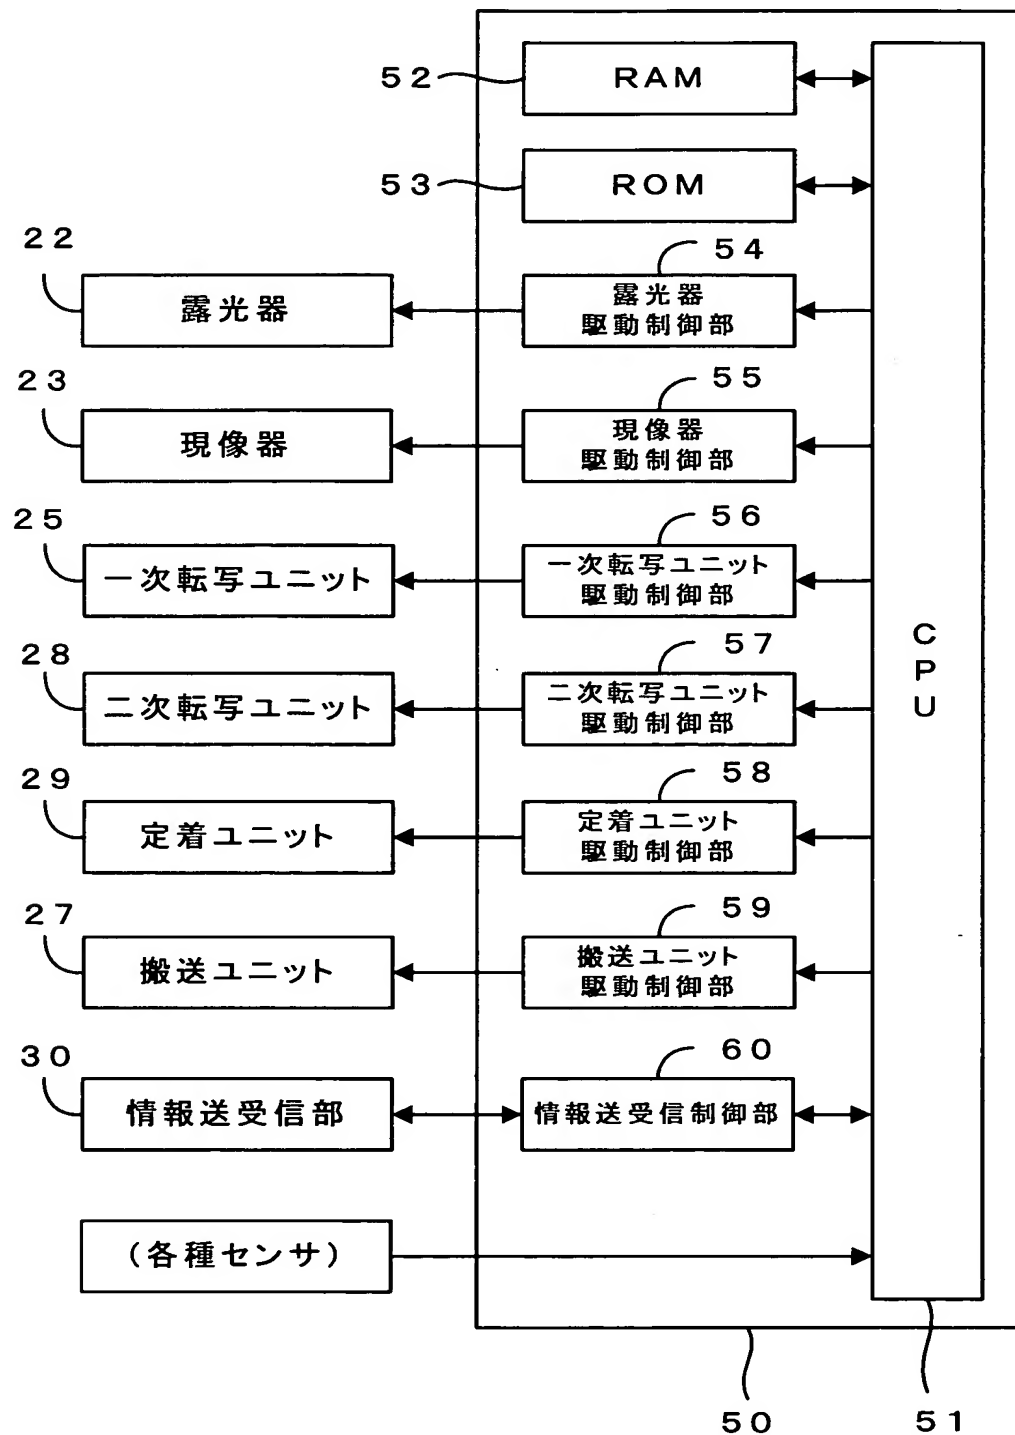 52
RAM
53
ROM
22
露光器
54
露光器
駆動制御部
23
現像器
55
現像器
駆動制御部
25
一次転写ユニット
56
一次転写ユニット
駆動制御部
28
二次転写ユニット
57
二次転写ユニット
駆動制御部
29
定着ユニット
58
定着ユニット
駆動制御部
27
搬送ユニット
59
搬送ユニット
駆動制御部
30
情報送受信部
60
情報送受信制御部
(各種センサ)
CPU
50
51